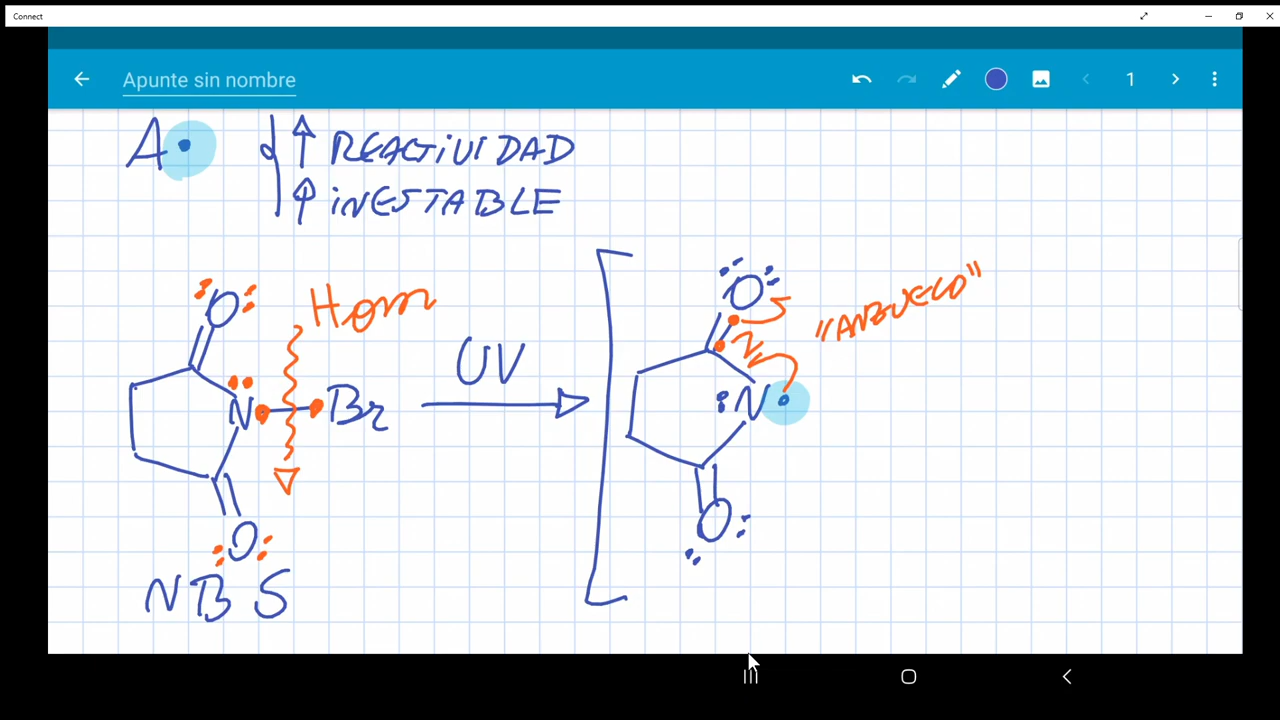 Connect
Apunte sin nombre
1
A• ↑ REACTIVIDAD
↑ INESTABLE
O
Hom
N Br
O
NBS
UV
O
"ANZUELO"
N
O